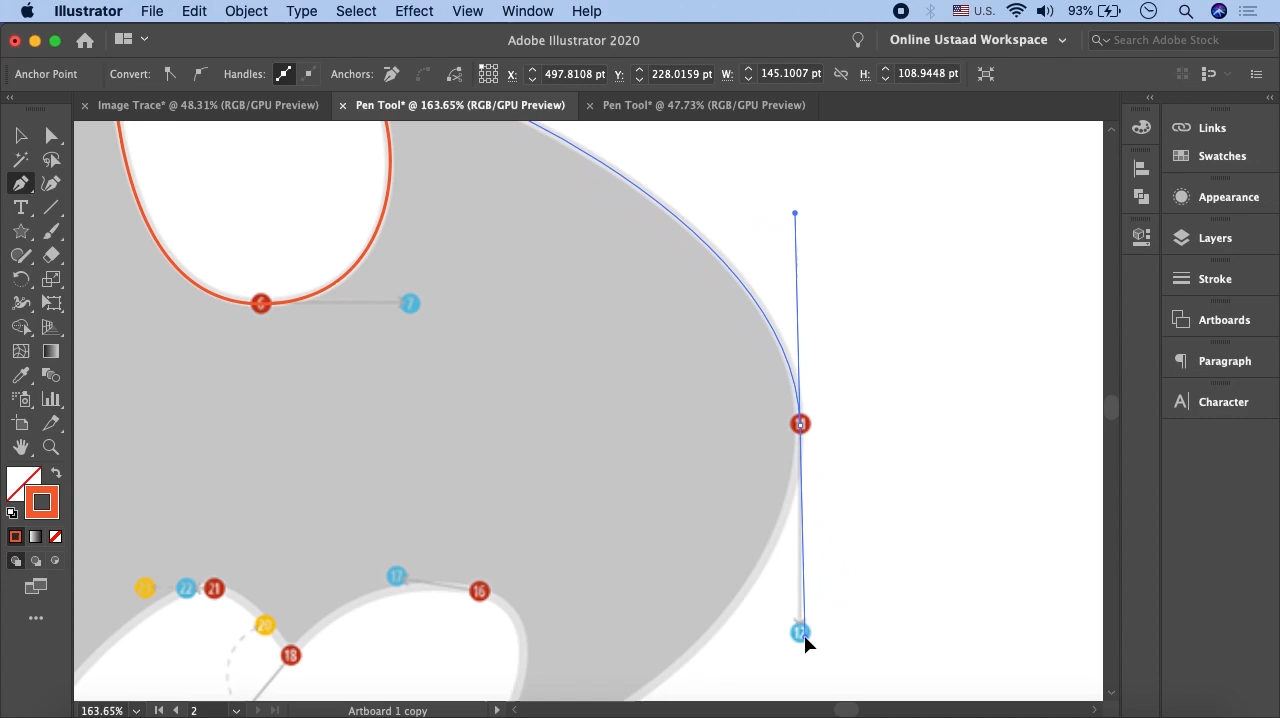 Illustrator File Edit Object Type Select Effect View Window Help U.S. 93%
Adobe Illustrator 2020 Online Ustaad Workspace Search Adobe Stock
Anchor Point Convert: Handles: Anchors: X: 497.8108 pt Y: 228.0159 pt W: 145.1007 pt H: 108.9448 pt
Image Trace* @ 48.31% (RGB/GPU Preview) Pen Tool* @ 163.65% (RGB/GPU Preview) Pen Tool* @ 47.73% (RGB/GPU Preview)
Links
Swatches
Appearance
Layers
Stroke
Artboards
Paragraph
Character
6 7
17 16
22 21
20
18
12
163.65% 2 Artboard 1 copy